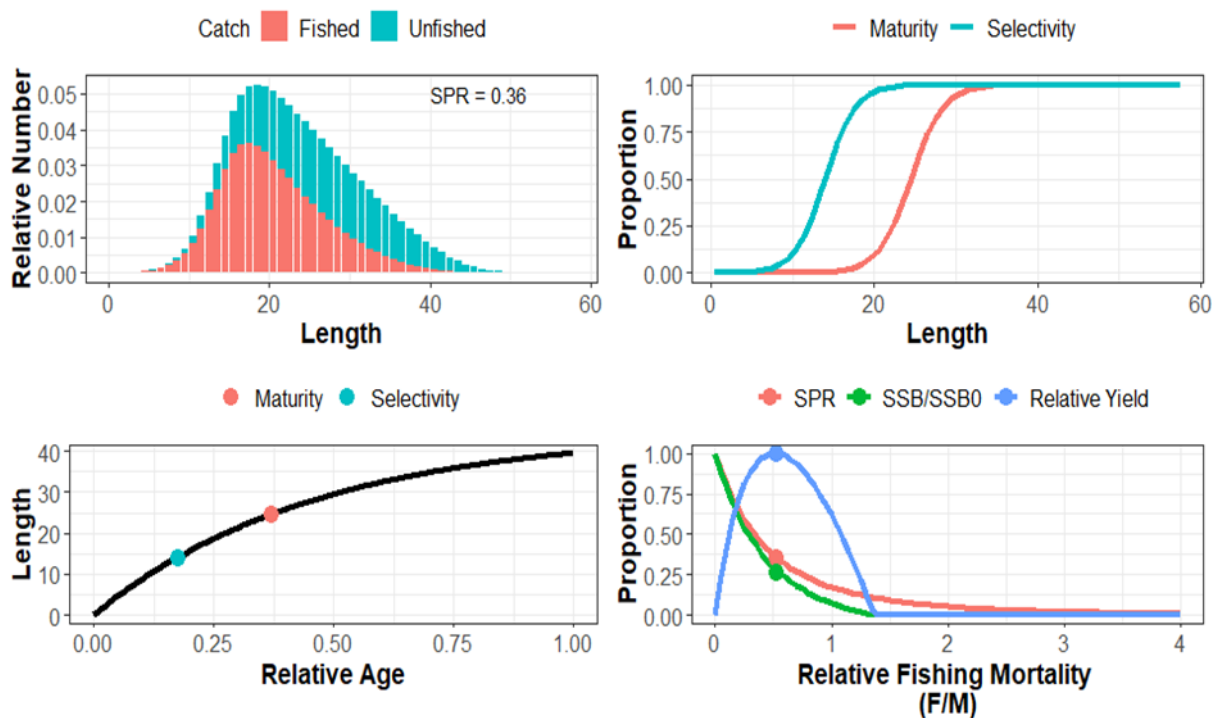 Catch Fished Unfished
Relative Number
0.05
0.04
0.03
0.02
0.01
0.00
SPR = 0.36
0 20 40 60
Length
Maturity Selectivity
Proportion
1.00
0.75
0.50
0.25
0.00
0 20 40 60
Length
Maturity Selectivity
Length
40
30
20
10
0
0.00 0.25 0.50 0.75 1.00
Relative Age
SPR SSB/SSB0 Relative Yield
Proportion
1.00
0.75
0.50
0.25
0.00
0 1 2 3 4
Relative Fishing Mortality
(F/M)